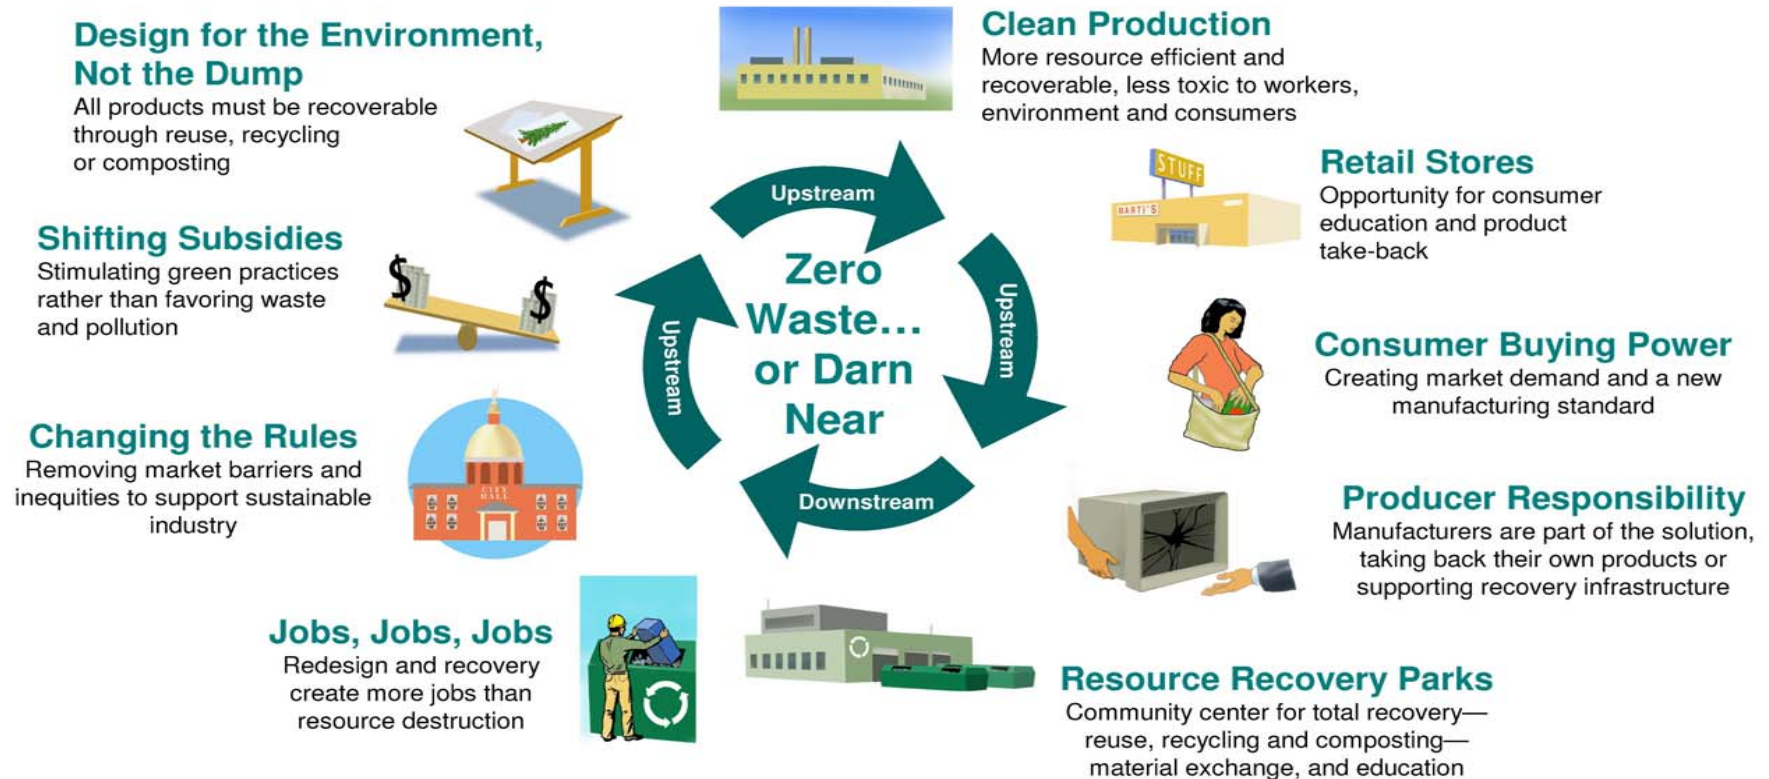 Design for the Environment,
Not the Dump
All products must be recoverable
through reuse, recycling
or composting
Clean Production
More resource efficient and
recoverable, less toxic to workers,
environment and consumers
STUFF
MARTI'S
Retail Stores
Opportunity for consumer
education and product
take-back
Shifting Subsidies
Stimulating green practices
rather than favoring waste
and pollution
$
$
Upstream
Upstream
Upstream
Downstream
Zero
Waste...
or Darn
Near
Consumer Buying Power
Creating market demand and a new
manufacturing standard
Changing the Rules
Removing market barriers and
inequities to support sustainable
industry
CITY
HALL
Producer Responsibility
Manufacturers are part of the solution,
taking back their own products or
supporting recovery infrastructure
Jobs, Jobs, Jobs
Redesign and recovery
create more jobs than
resource destruction
Resource Recovery Parks
Community center for total recovery—
reuse, recycling and composting—
material exchange, and education